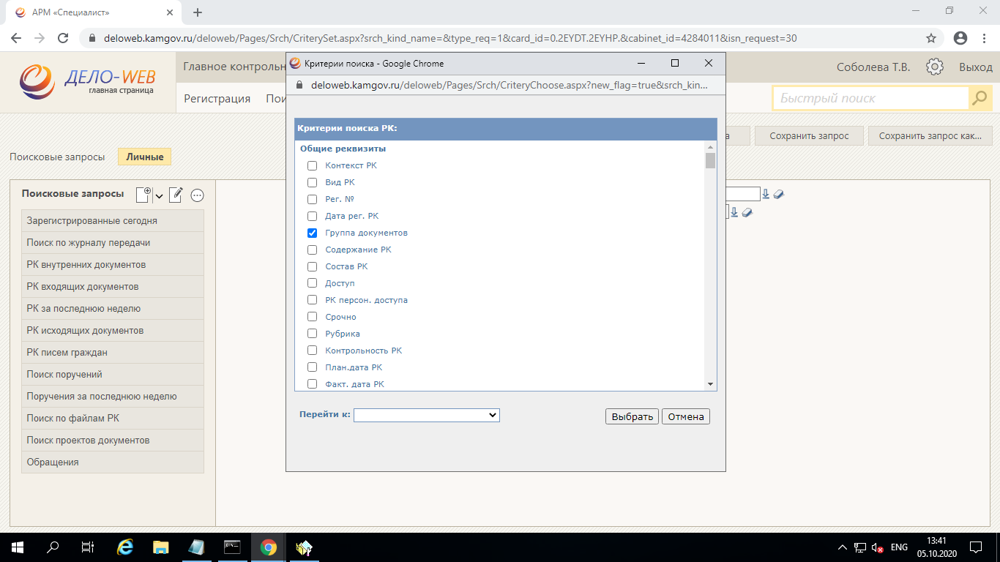 АРМ «Специалист»
deloweb.kamgov.ru/deloweb/Pages/Srch/CriterySet.aspx?srch_kind_name=&type_req=1&card_id=0.2EYDT.2EYHP.&cabinet_id=4284011&isn_request=30
ДЕЛО-WEB
главная страница
Главное контрольн
Соболева Т.В.
Выход
Регистрация
Пои
Быстрый поиск
Критерии поиска - Google Chrome
deloweb.kamgov.ru/deloweb/Pages/Srch/CriteryChoose.aspx?new_flag=true&srch_kin...
а
Сохранить запрос
Сохранить запрос как...
Поисковые запросы
Личные
Поисковые запросы
Зарегистрированные сегодня
Поиск по журналу передачи
РК внутренних документов
РК входящих документов
РК за последнюю неделю
РК исходящих документов
РК писем граждан
Поиск поручений
Поручения за последнюю неделю
Поиск по файлам РК
Поиск проектов документов
Обращения
Критерии поиска РК:
Общие реквизиты
Контекст РК
Вид РК
Рег. №
Дата рег. РК
Группа документов
Содержание РК
Состав РК
Доступ
РК персон. доступа
Срочно
Рубрика
Контрольность РК
План.дата РК
Факт. дата РК
Перейти к:
Выбрать
Отмена
ENG
13:41
05.10.2020